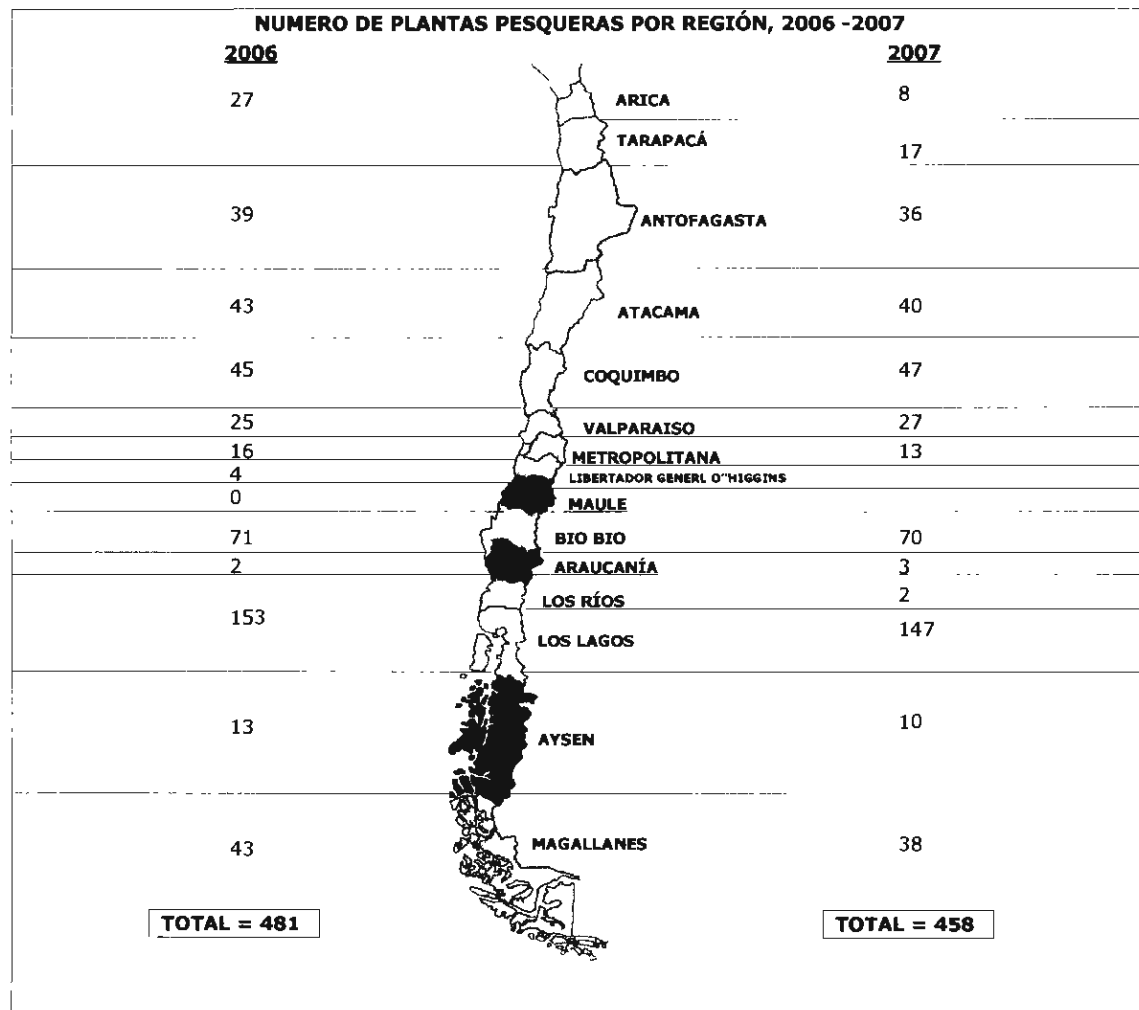 NUMERO DE PLANTAS PESQUERAS POR REGIÓN, 2006 -2007
2006 2007
27 ARICA 8
TARAPACÁ 17
39 ANTOFAGASTA 36
43 ATACAMA 40
45 COQUIMBO 47
25 VALPARAISO 27
16 METROPOLITANA 13
4 LIBERTADOR GENERL O"HIGGINS
0 MAULE
71 BIO BIO 70
2 ARAUCANÍA 3
LOS RÍOS 2
153 LOS LAGOS 147
13 AYSEN 10
43 MAGALLANES 38
TOTAL = 481 TOTAL = 458